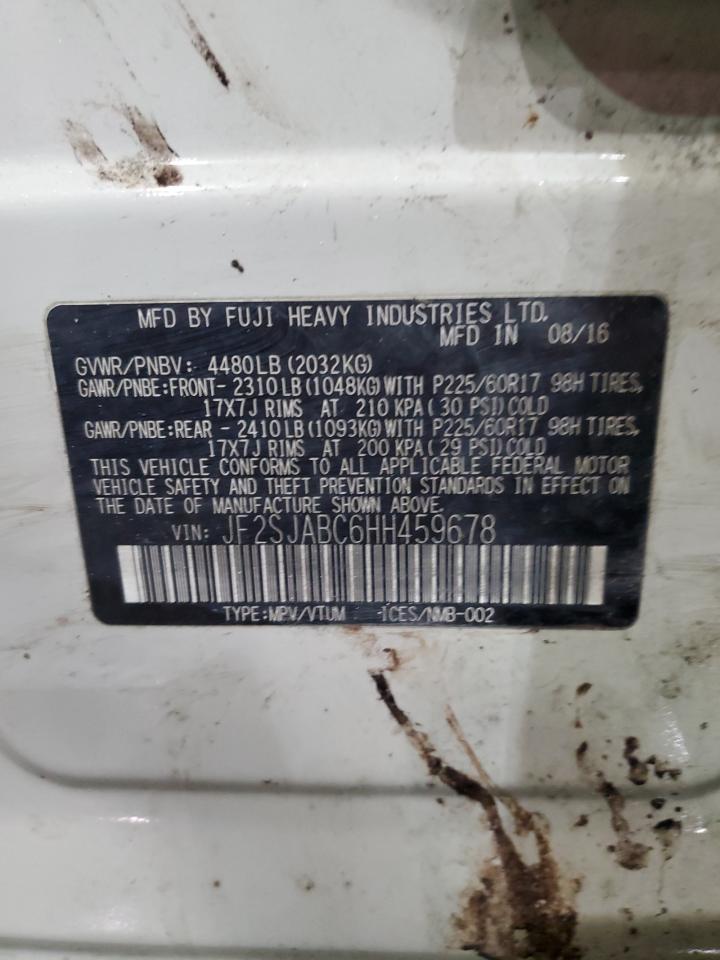 MFD BY FUJI HEAVY INDUSTRIES LTD.
MFD IN 08/16
GVWR/PNBV: 4480LB (2032KG)
GAWR/PNBE:FRONT- 2310LB (1048KG) WITH P225/60R17 98H TIRES,
17X7J RIMS AT 210 KPA( 30 PSI) COLD
GAWR/PNBE:REAR - 2410LB (1093KG) WITH P225/60R17 98H TIRES,
17X7J RIMS AT 200 KPA( 29 PSI) COLD
THIS VEHICLE CONFORMS TO ALL APPLICABLE FEDERAL MOTOR
VEHICLE SAFETY AND THEFT PREVENTION STANDARDS IN EFFECT ON
THE DATE OF MANUFACTURE SHOWN ABOVE.
VIN: JF2SJABC6HH459678
TYPE:MPV/VTUM ICES/NMB-002